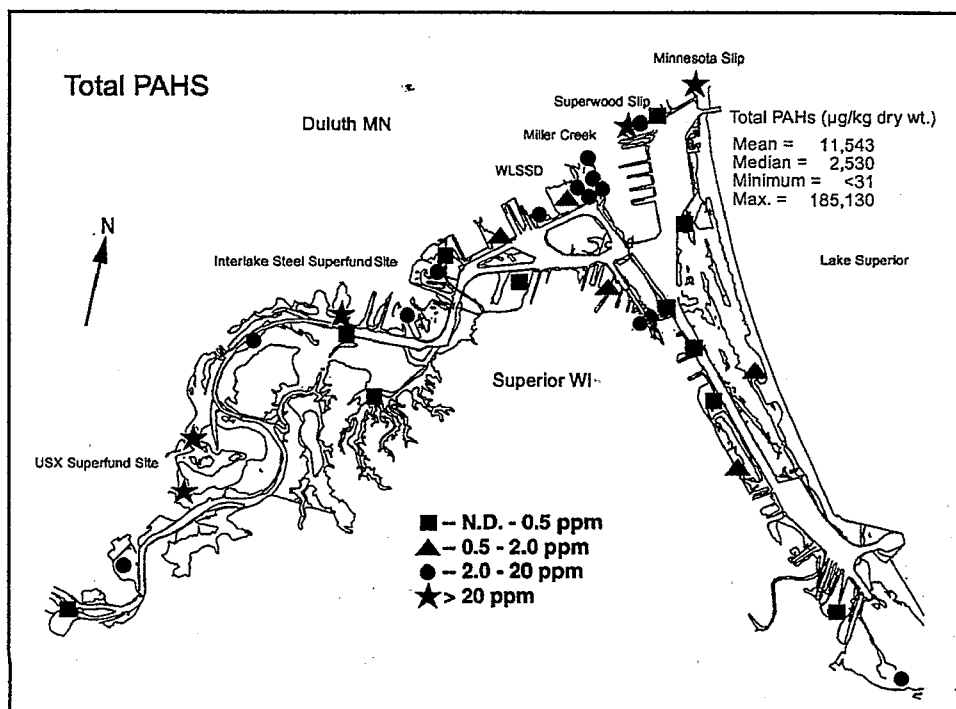 Total PAHS
Duluth MN
Minnesota Slip
Superwood Slip
Miller Creek
WLSSD
Total PAHs (µg/kg dry wt.)
Mean = 11,543
Median = 2,530
Minimum = <31
Max. = 185,130
N
Interlake Steel Superfund Site
Lake Superior
Superior WI
USX Superfund Site
■ – N.D. - 0.5 ppm
▲ – 0.5 - 2.0 ppm
● – 2.0 - 20 ppm
★ > 20 ppm